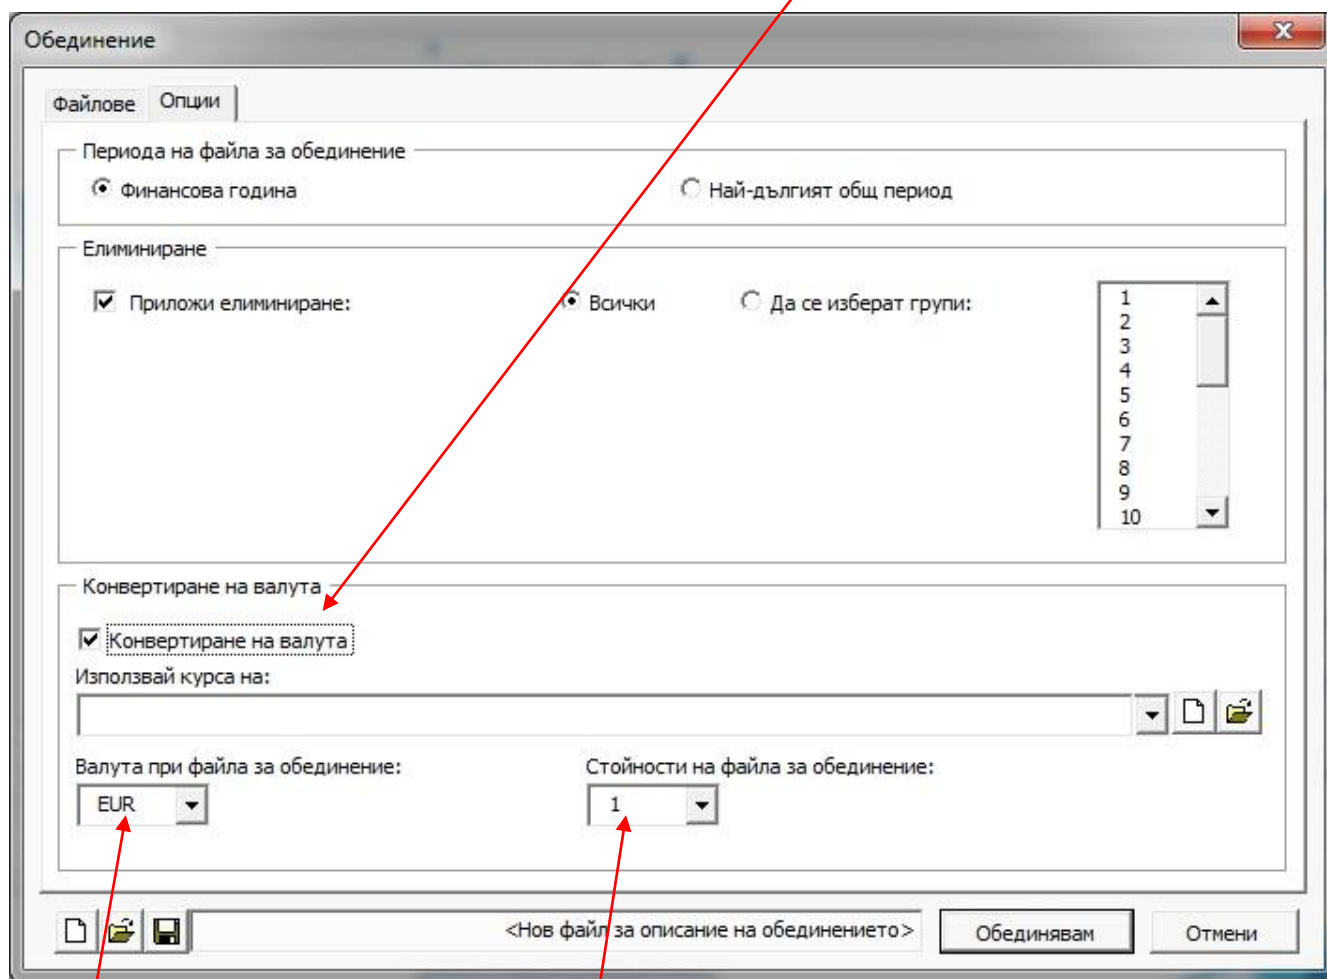 Обединение
Файлове Опции
Периода на файла за обединение
Финансова година Най-дългият общ период
Елиминиране
Приложи елиминиране: Всички Да се изберат групи:
1
2
3
4
5
6
7
8
9
10
Конвертиране на валута
Конвертиране на валута
Използвай курса на:
Валута при файла за обединение: Стойности на файла за обединение:
EUR 1
<Нов файл за описание на обединението> Обединявам Отмени